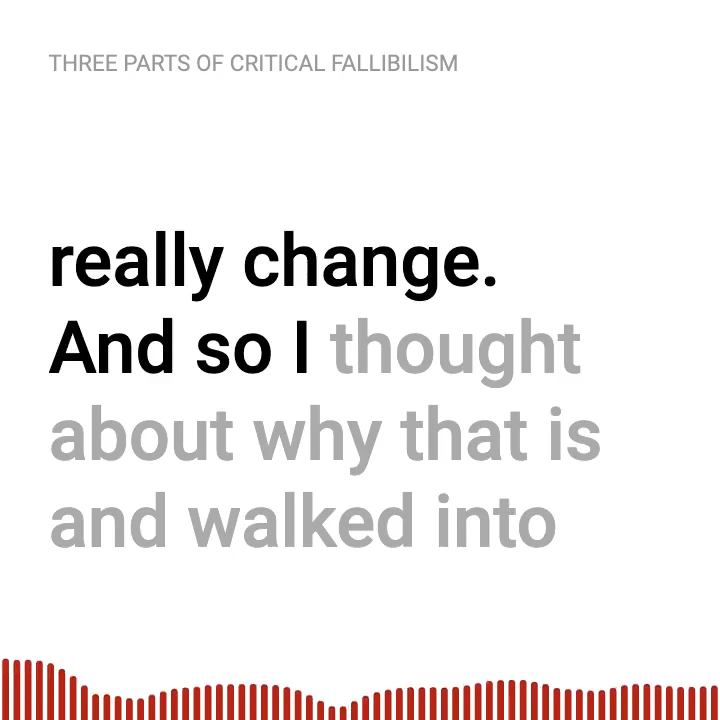 THREE PARTS OF CRITICAL FALLIBILISM
really change.
And so I thought
about why that is
and walked into